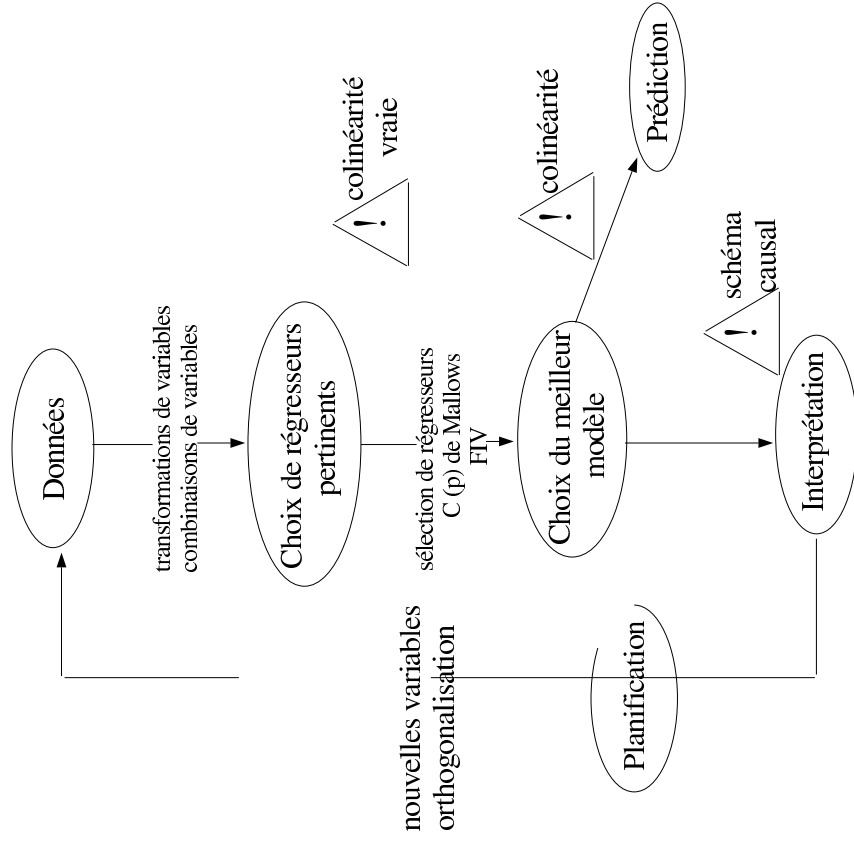 Données
transformations de variables
combinaisons de variables
Choix de régresseurs
pertinents
!
colinéarité
vraie
sélection de régresseurs
C (p) de Mallows
FIV
Choix du meilleur
modèle
!
colinéarité
Prédiction
!
schéma
causal
Interprétation
Planification
nouvelles variables
orthogonalisation